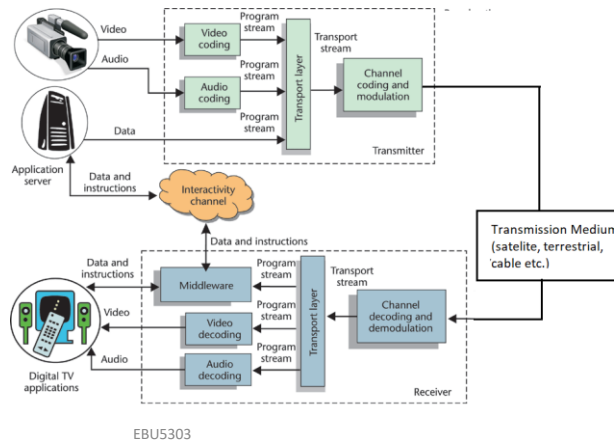 Video
Audio
Video
coding
Audio
coding
Program
stream
Program
stream
Program
stream
Transport layer
Transport
stream
Channel
coding and
modulation
Transmitter
Data
Application
server
Data and
instructions
Interactivity
channel
Data and instructions
Transmission Medium
(satelite, terrestrial,
cable etc.)
Data and
instructions
Middleware
Video
Video
decoding
Audio
Audio
decoding
Program
stream
Program
stream
Program
stream
Transport layer
Transport
stream
Channel
decoding and
demodulation
Receiver
Digital TV
applications
EBU5303